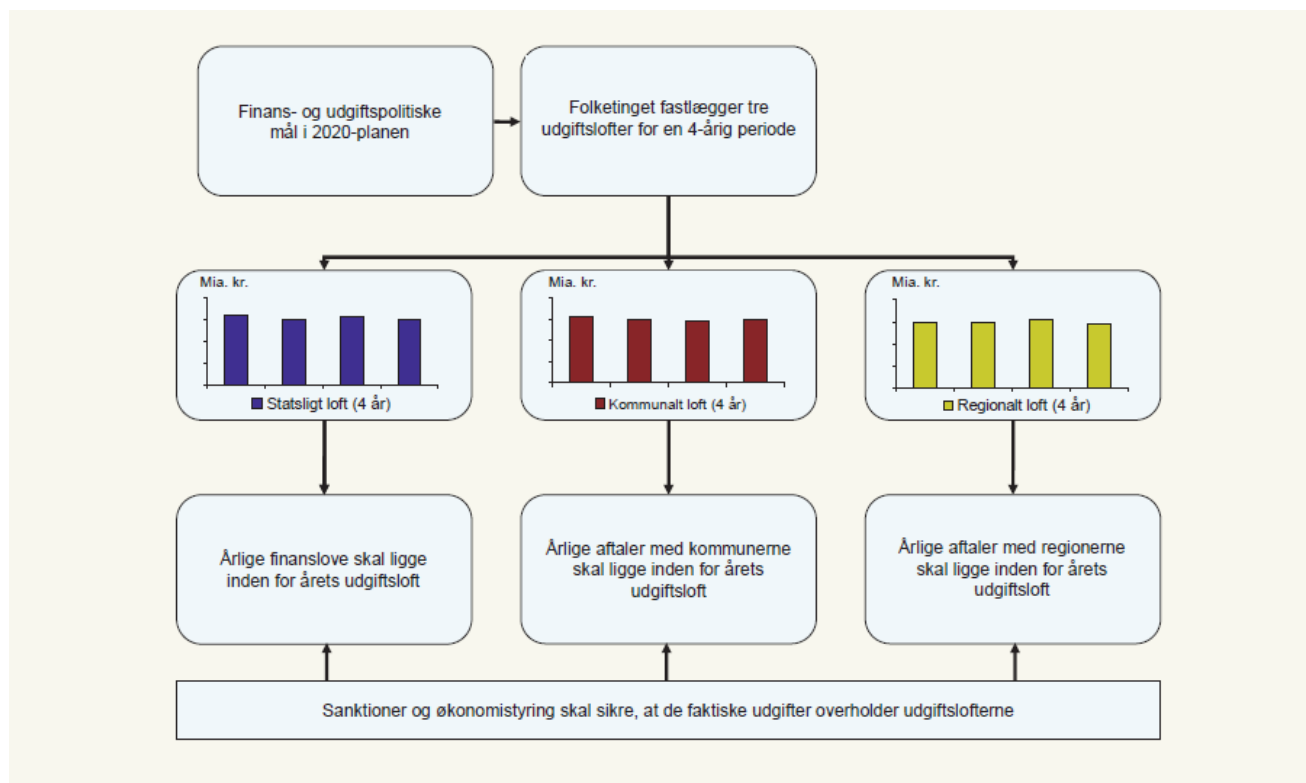 Finans- og udgiftspolitiske
mål i 2020-planen
Folketinget fastlægger tre
udgiftslofter for en 4-årig periode
Mia. kr.
Statsligt loft (4 år)
Mia. kr.
Kommunalt loft (4 år)
Mia. kr.
Regionalt loft (4 år)
Årlige finanslove skal ligge
inden for årets udgiftsloft
Årlige aftaler med kommunerne
skal ligge inden for årets
udgiftsloft
Årlige aftaler med regionerne
skal ligge inden for årets
udgiftsloft
Sanktioner og økonomistyring skal sikre, at de faktiske udgifter overholder udgiftslofterne